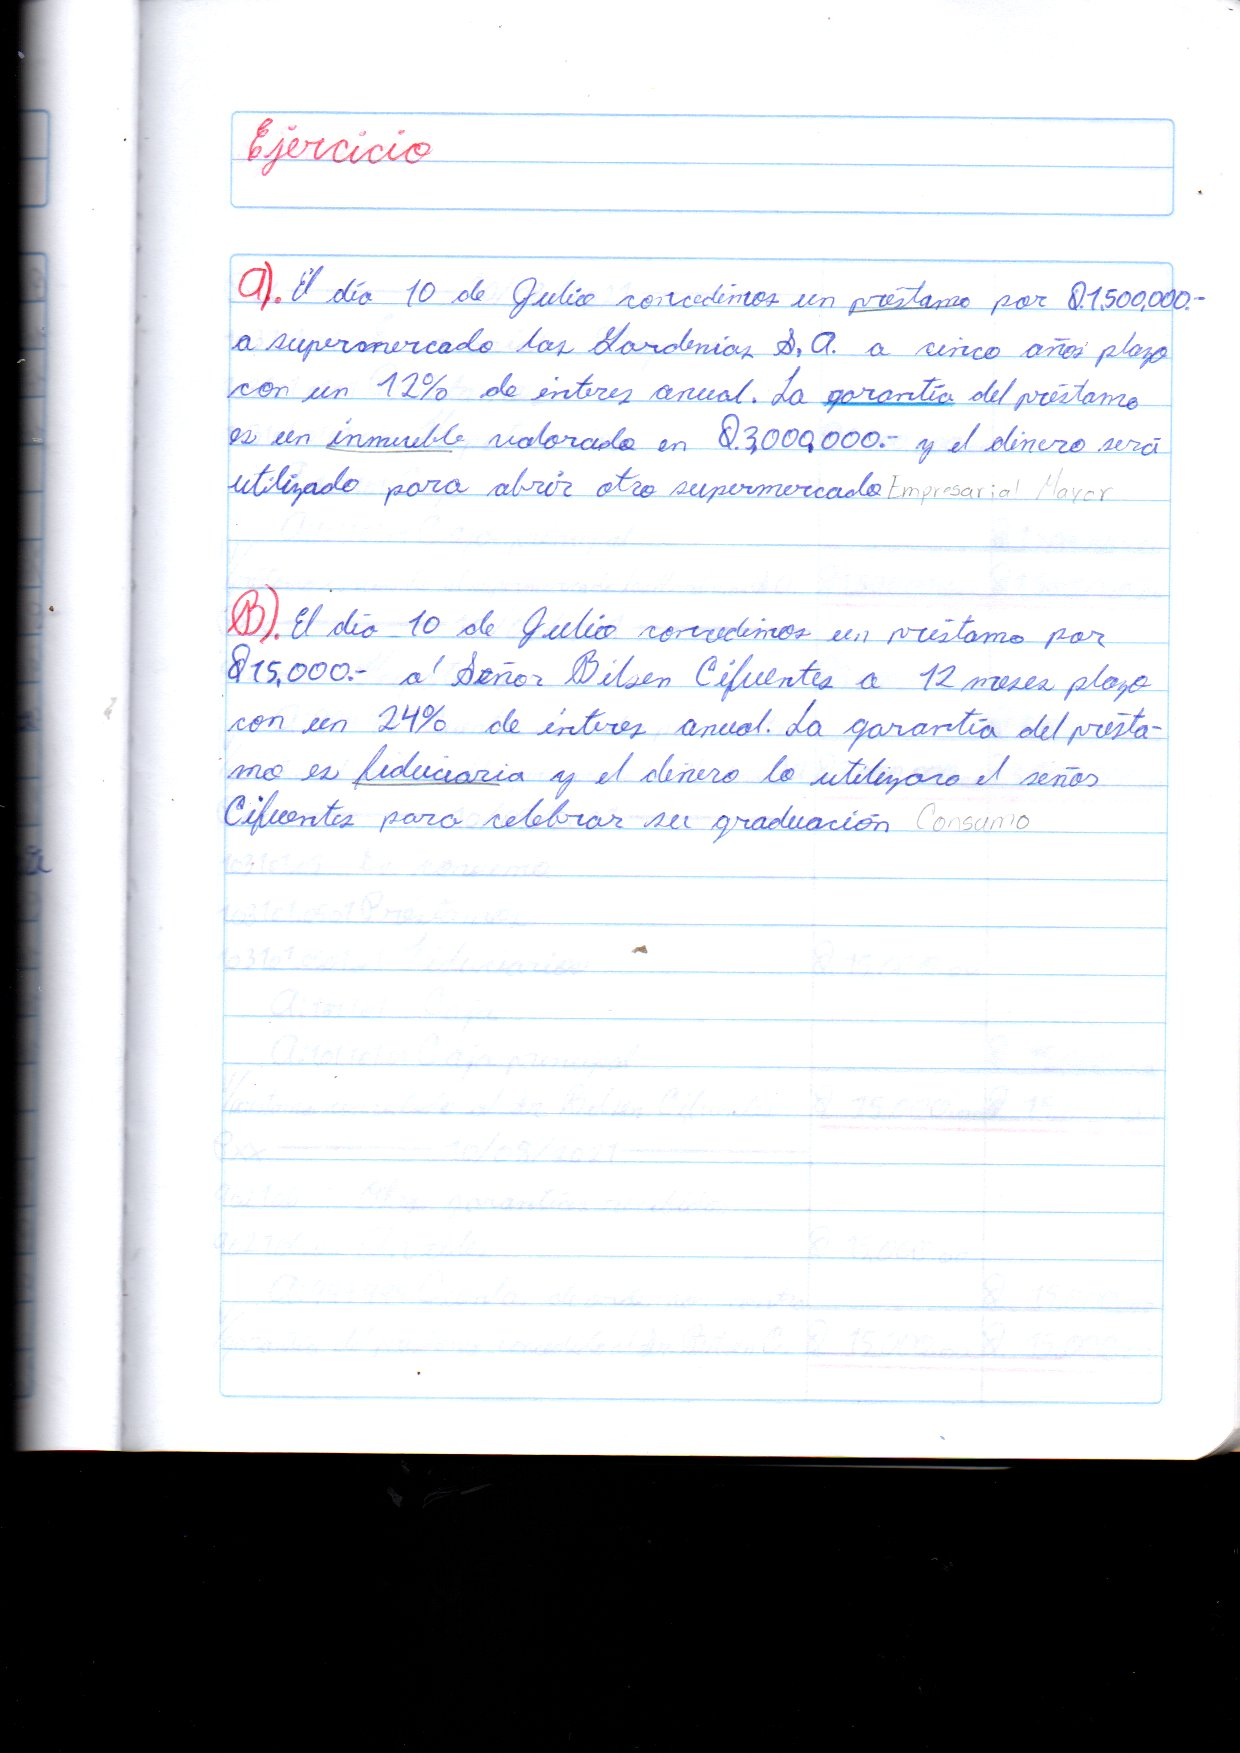 Ejercicio
a). El día 10 de Julio concedimos un préstamo por Q.1,500,000.-
a supermercado las Gardenias S.A. a cinco años plazo
con un 12% de interes anual. La garantía del préstamo
es un inmueble valorado en Q.3,000,000.- y el dinero será
utilizado para abrir otro supermercado Empresarial Mayor
B). El día 10 de Julio concedimos un préstamo por
Q15,000.- al Señor Bilsen Cifuentes a 12 meses plazo
con un 24% de interes anual. La garantía del présta-
mo es fiduciaria y el dinero lo utilizara el señor
Cifuentes para celebrar su graduación Consumo